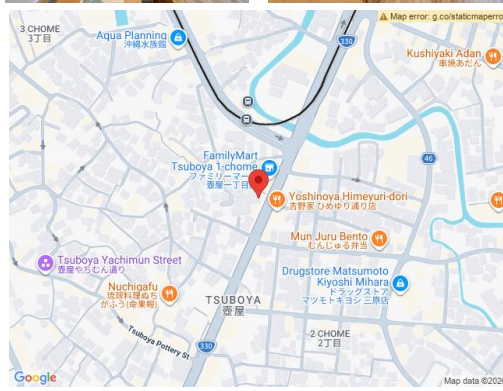 3 CHOME
3丁目
Aqua Planning
沖縄水族館
330
Map error: g.co/staticmaperro
Kushiyaki Adan
串焼あだん
46
FamilyMart
Tsuboya 1-chome
ファミリーマー
壺屋一丁目
Yoshinoya Himeyuri-dori
吉野家 ひめゆり通り店
Mun Juru Bento
むんじゅる弁当
Tsuboya Yachimun Street
壺屋やちむん通り
Drugstore Matsumoto
Kiyoshi Mihara
ドラッグストア
マツモトキヨシ 三原店
Nuchigafu
琉球料理ぬち
がふう(命果報)
TSUBOYA
壺屋
Tsuboya Pottery St
330
2 CHOME
2丁目
Google
Map data ©202